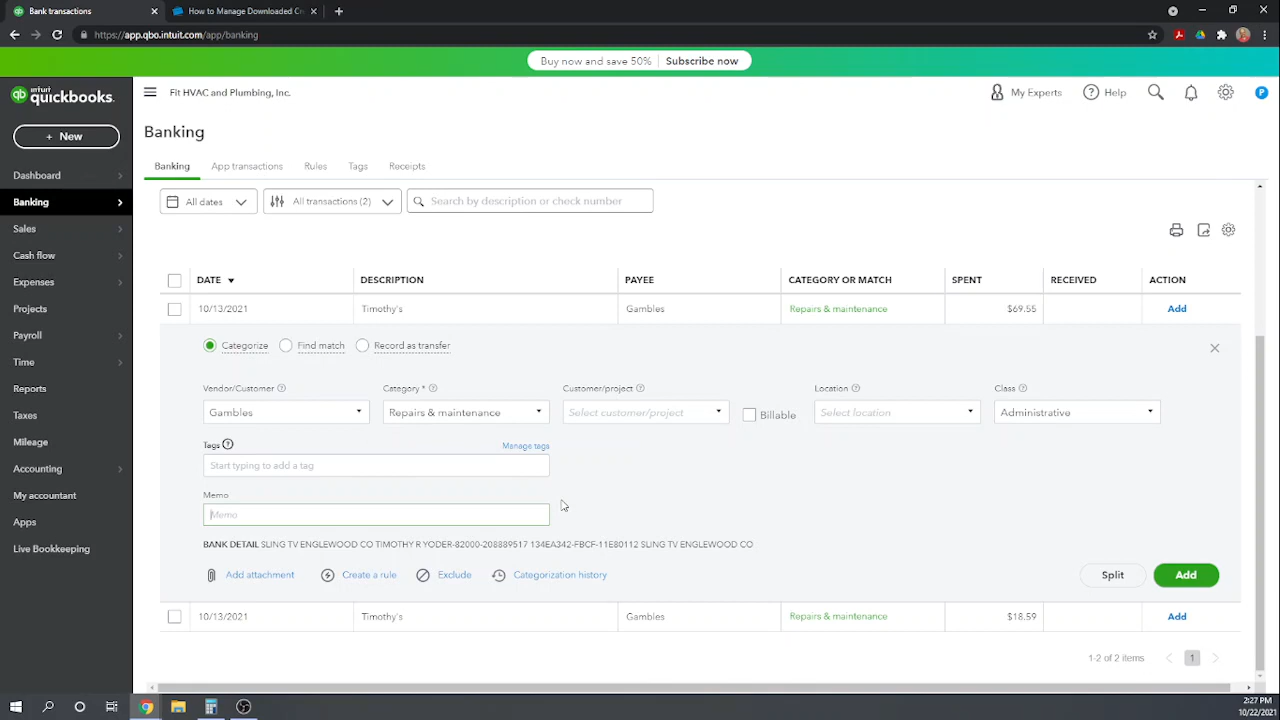 Bank transactions
How to Manage Downloaded Cr
https://app.qbo.intuit.com/app/banking
Buy now and save 50% Subscribe now
intuit quickbooks.
Fit HVAC and Plumbing, Inc.
My Experts
Help
P
+ New
Dashboard
Banking
Sales
Cash flow
Expenses
Projects
Payroll
Time
Reports
Taxes
Mileage
Accounting
My accountant
Apps
Live Bookkeeping
Banking
Banking App transactions Rules Tags Receipts
All dates All transactions (2) Search by description or check number
DATE DESCRIPTION PAYEE CATEGORY OR MATCH SPENT RECEIVED ACTION
10/13/2021 Timothy's Gambles Repairs & maintenance $69.55 Add
Categorize Find match Record as transfer
Vendor/Customer Category * Customer/project Location Class
Gambles Repairs & maintenance Select customer/project Billable Select location Administrative
Tags Manage tags
Start typing to add a tag
Memo
Memo
BANK DETAIL SLING TV ENGLEWOOD CO TIMOTHY R YODER-82000-208889517 134EA342-FBCF-11E80112 SLING TV ENGLEWOOD CO
Add attachment Create a rule Exclude Categorization history Split Add
10/13/2021 Timothy's Gambles Repairs & maintenance $18.59 Add
1-2 of 2 items 1
2:27 PM
10/22/2021